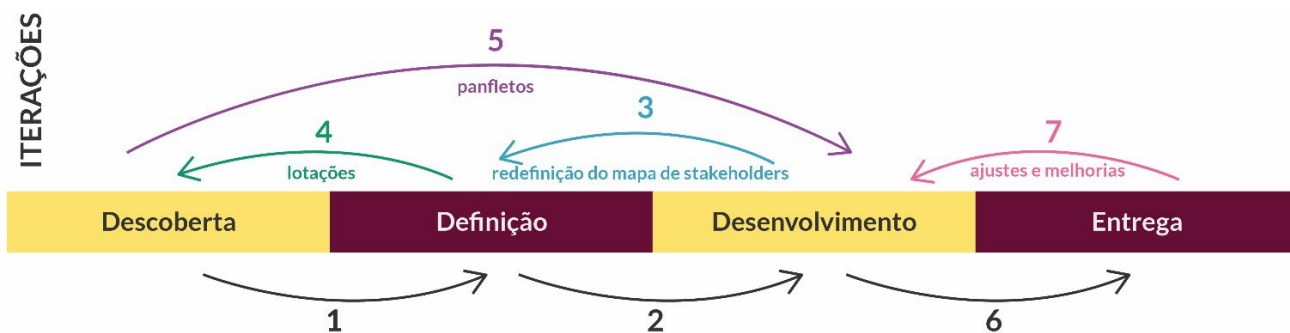 ITERAÇÕES
5
panfletos
4
lotações
3
redefinição do mapa de stakeholders
7
ajustes e melhorias
Descoberta
Definição
Desenvolvimento
Entrega
1
2
6